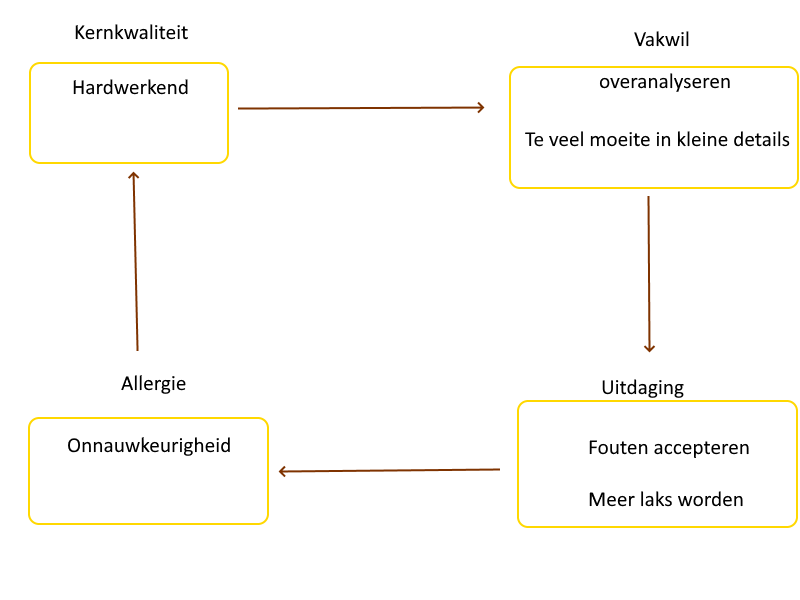 Kernkwaliteit
Hardwerkend
Vakwil
overanalyseren
Te veel moeite in kleine details
Allergie
Onnauwkeurigheid
Uitdaging
Fouten accepteren
Meer laks worden